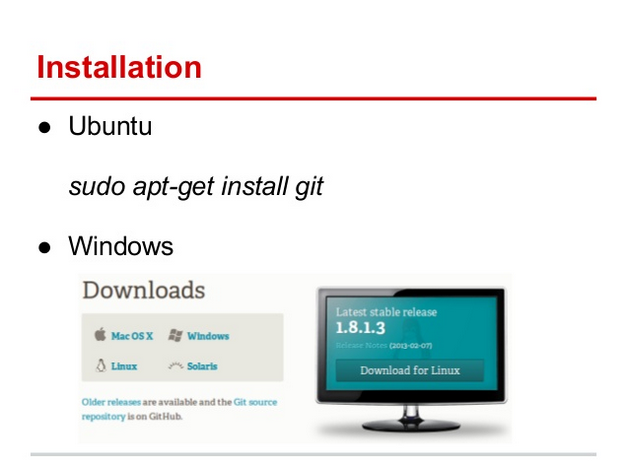 Installation
● Ubuntu
sudo apt-get install git
● Windows
Downloads
Mac OS X Windows
Linux Solaris
Older releases are available and the Git source
repository is on GitHub.
Latest stable release
1.8.1.3
Release Notes (2013-02-07)
Download for Linux